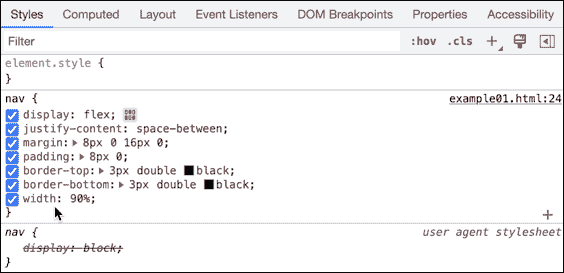 Styles Computed Layout Event Listeners DOM Breakpoints Properties Accessibility
Filter :hov .cls
element.style {
}
nav { example01.html:24
display: flex;
justify-content: space-between;
margin: 8px 0 16px 0;
padding: 8px 0;
border-top: 3px double black;
border-bottom: 3px double black;
width: 90%;
}
nav { user agent stylesheet
display: block;
}